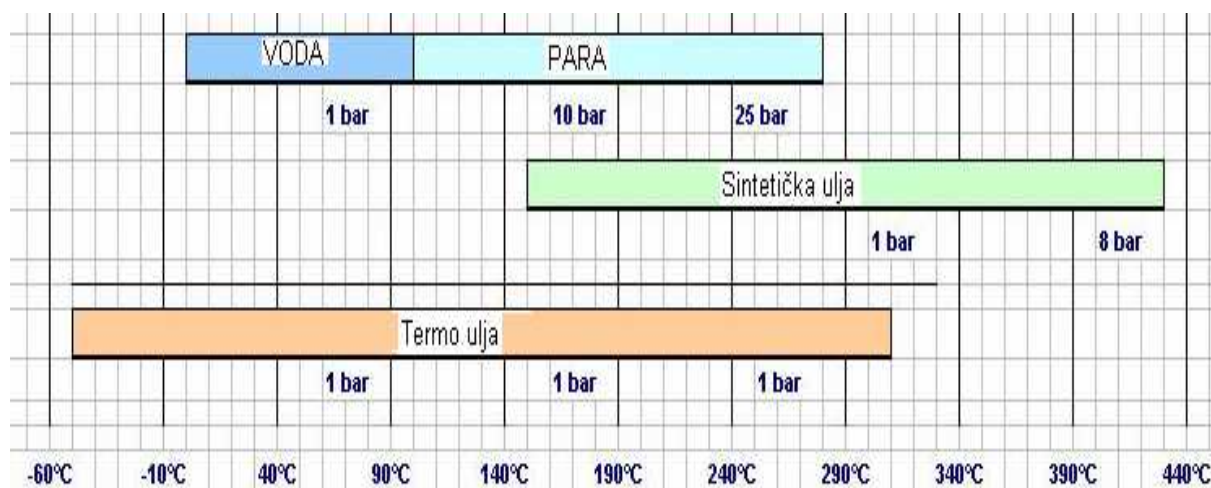 VODA PARA
1 bar 10 bar 25 bar
Sintetička ulja
1 bar 8 bar
Termo ulja
1 bar 1 bar 1 bar
-60°C -10°C 40°C 90°C 140°C 190°C 240°C 290°C 340°C 390°C 440°C